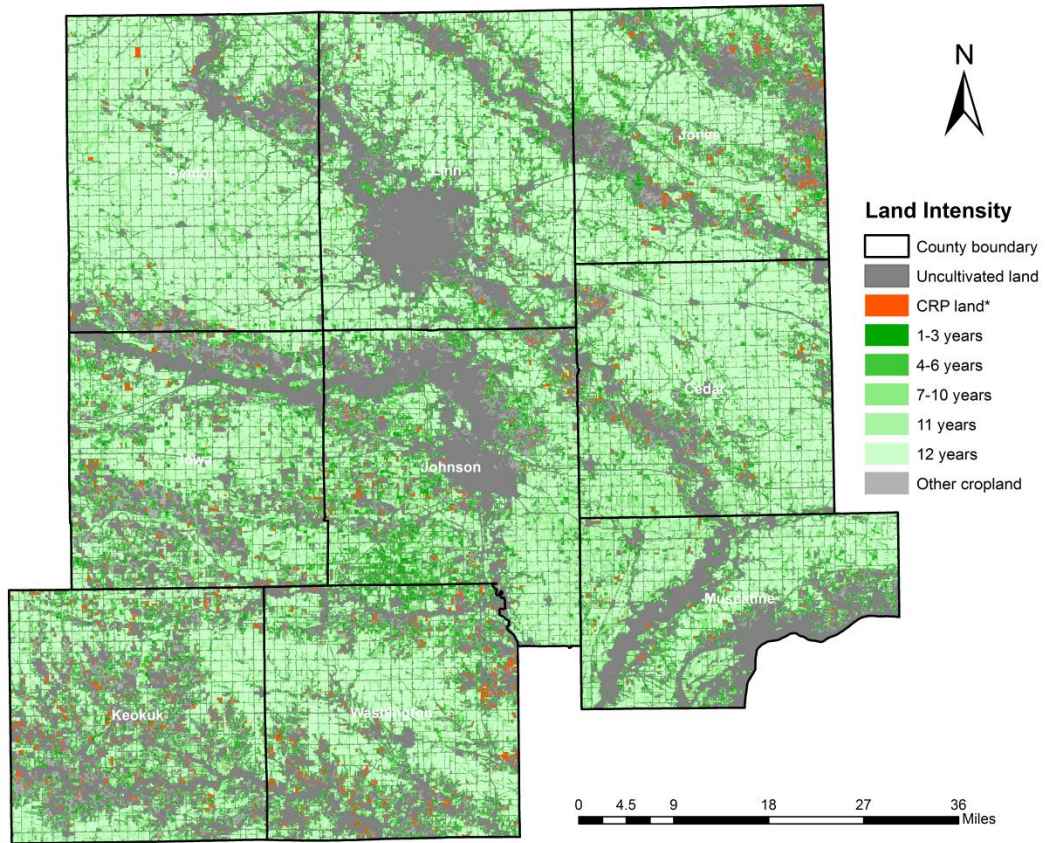 N
Benton
Linn
Jones
Land Intensity
County boundary
Uncultivated land
CRP land*
1-3 years
4-6 years
7-10 years
11 years
12 years
Other cropland
Cedar
Iowa
Johnson
Muscatine
Keokuk
Washington
0 4.5 9 18 27 36
Miles